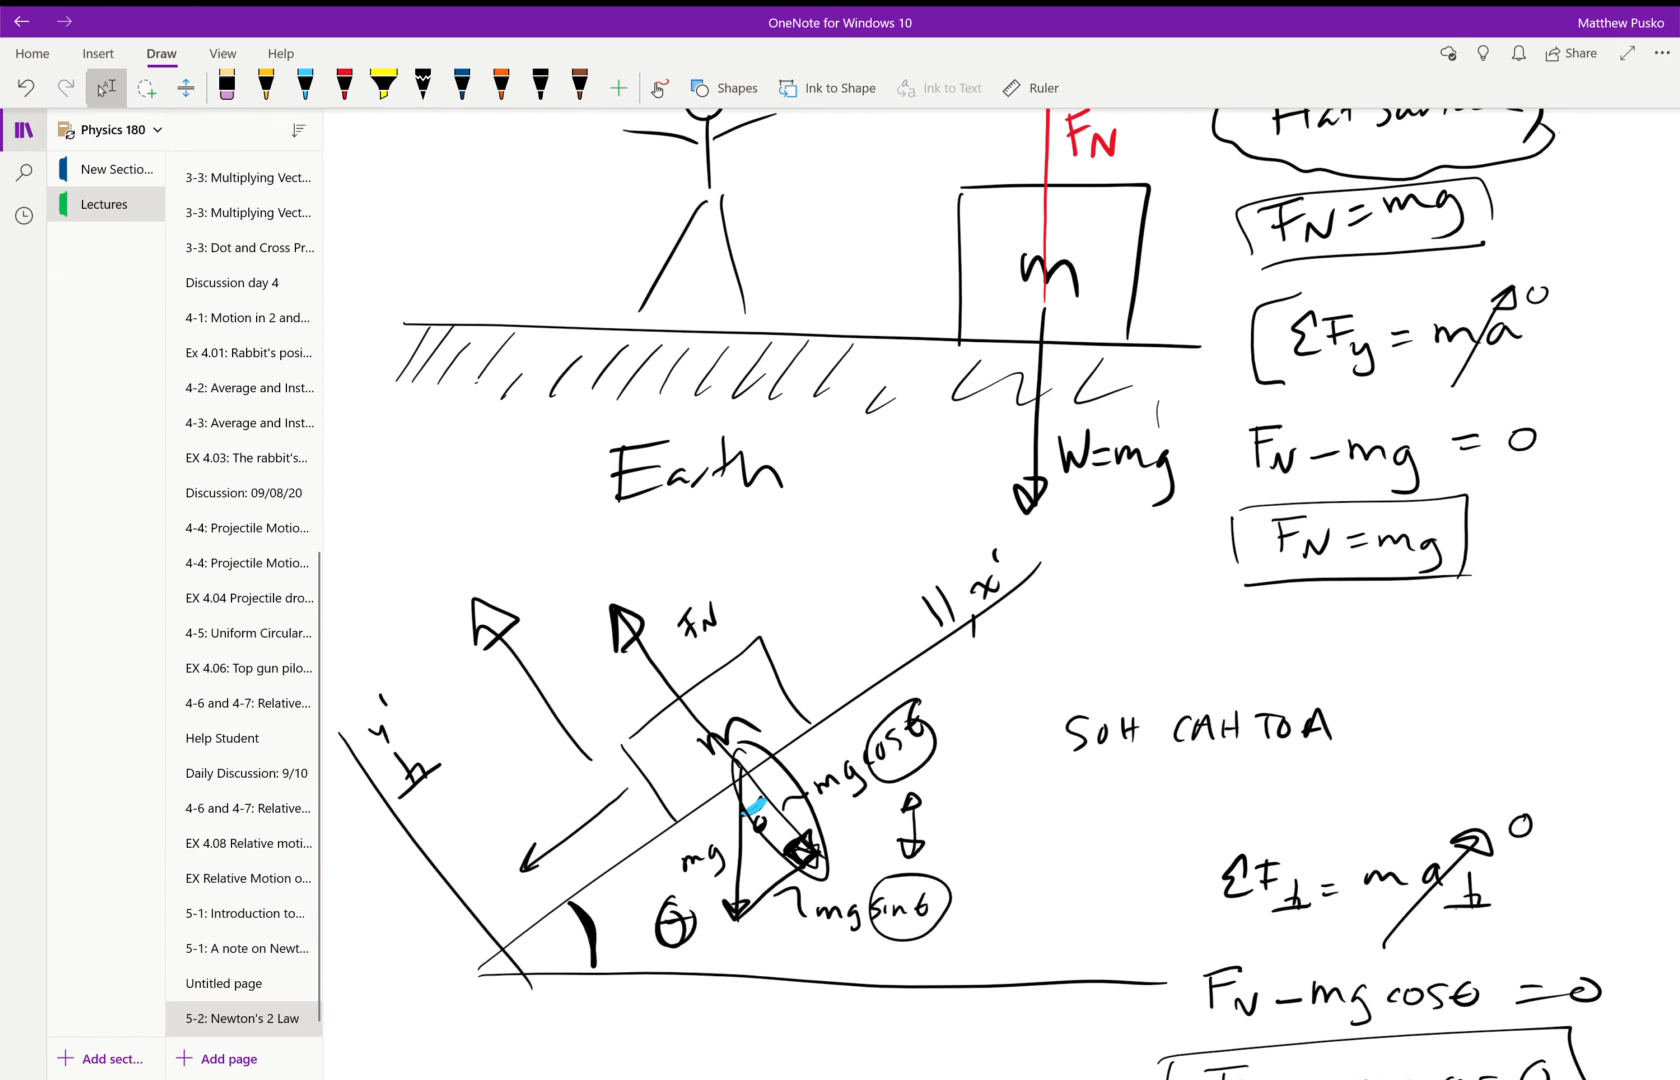 OneNote for Windows 10
Matthew Pusko
Home
Insert
Draw
View
Help
Share
Shapes
Ink to Shape
Ink to Text
Ruler
Physics 180
New Sectio...
Lectures
3-3: Multiplying Vect...
3-3: Multiplying Vect...
3-3: Dot and Cross Pr...
Discussion day 4
4-1: Motion in 2 and...
Ex 4.01: Rabbit's posi...
4-2: Average and Inst...
4-3: Average and Inst...
EX 4.03: The rabbit's...
Discussion: 09/08/20
4-4: Projectile Motio...
4-4: Projectile Motio...
EX 4.04 Projectile dro...
4-5: Uniform Circular...
EX 4.06: Top gun pilo...
4-6 and 4-7: Relative...
Help Student
Daily Discussion: 9/10
4-6 and 4-7: Relative...
EX 4.08 Relative moti...
EX Relative Motion o...
5-1: Introduction to...
5-1: A note on Newt...
Untitled page
5-2: Newton's 2 Law
Add sect...
Add page
FN
m
Earth
W=mg
FN = mg
ΣFy = ma 0
FN - mg = 0
FN = mg
FN
|| x'
y'
⊥
m
mg cosθ
θ
mg
mg sinθ
θ
SOH CAH TOA
ΣF⊥ = m a⊥ 0
FN - mg cosθ = 0